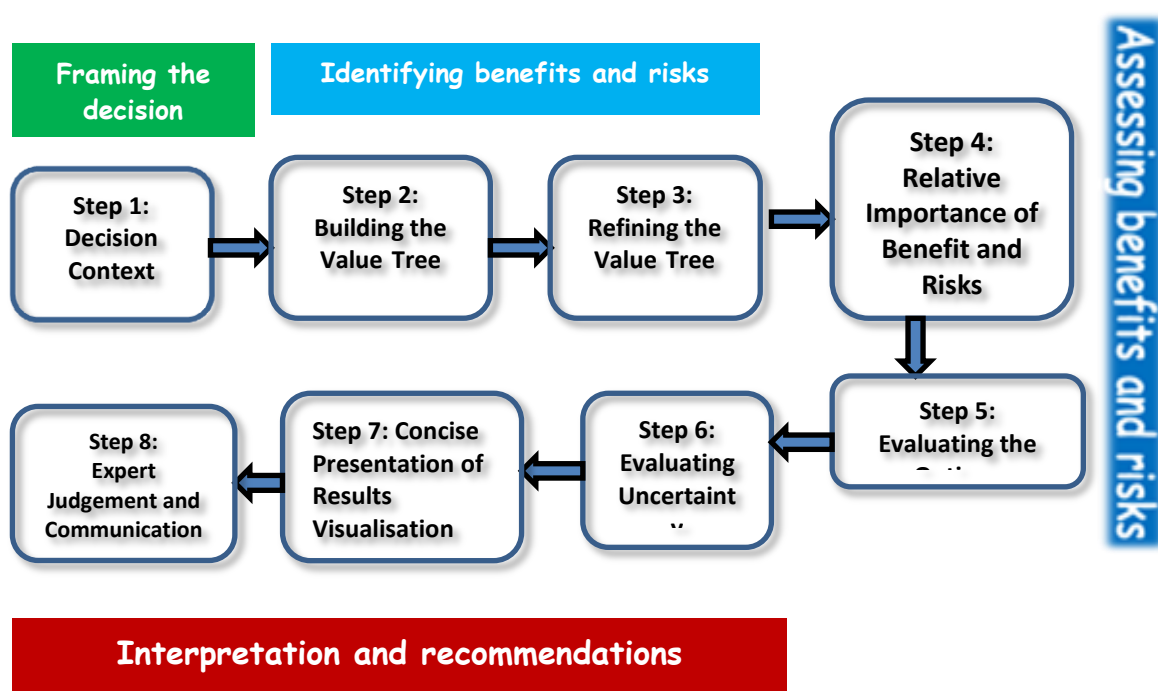 Framing the
decision
Identifying benefits and risks
Assessing benefits and risks
Step 1:
Decision
Context
Step 2:
Building the
Value Tree
Step 3:
Refining the
Value Tree
Step 4:
Relative
Importance of
Benefit and
Risks
Step 5:
Evaluating the
Step 6:
Evaluating
Uncertaint
y
Step 7: Concise
Presentation of
Results
Visualisation
Step 8:
Expert
Judgement and
Communication
Interpretation and recommendations